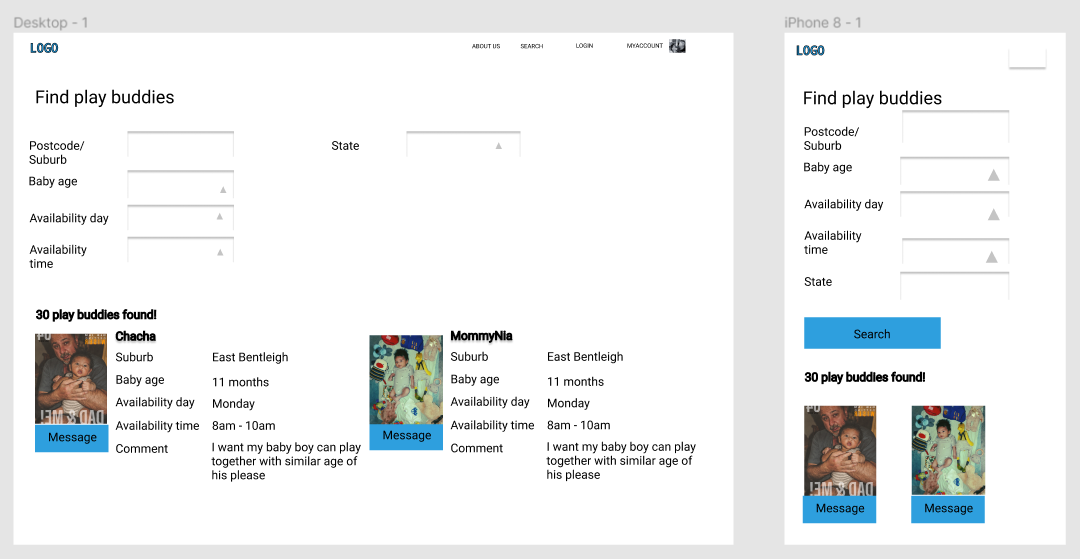 Desktop - 1
LOGO
ABOUT US
SEARCH
LOGIN
MYACCOUNT
Find play buddies
Postcode/
Suburb
State
Baby age
Availability day
Availability
time
30 play buddies found!
Chacha
Suburb
East Bentleigh
Baby age
11 months
Availability day
Monday
Availability time
8am - 10am
Comment
I want my baby boy can play
together with similar age of
his please
DAD & ME!
Message
MommyNia
Suburb
East Bentleigh
Baby age
11 months
Availability day
Monday
Availability time
8am - 10am
Comment
I want my baby boy can play
together with similar age of
his please
Message
iPhone 8 - 1
LOGO
Find play buddies
Postcode/
Suburb
Baby age
Availability day
Availability
time
State
Search
30 play buddies found!
DAD & ME!
Message
Message